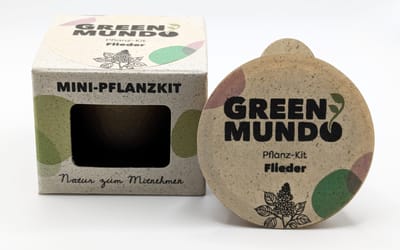 GREEN
MUNDO
Pflanz-Kit
Flieder
MINI-PFLANZKIT
Natur zum Mitnehmen
GREEN
MUNDO
Pflanz-Kit
Flieder